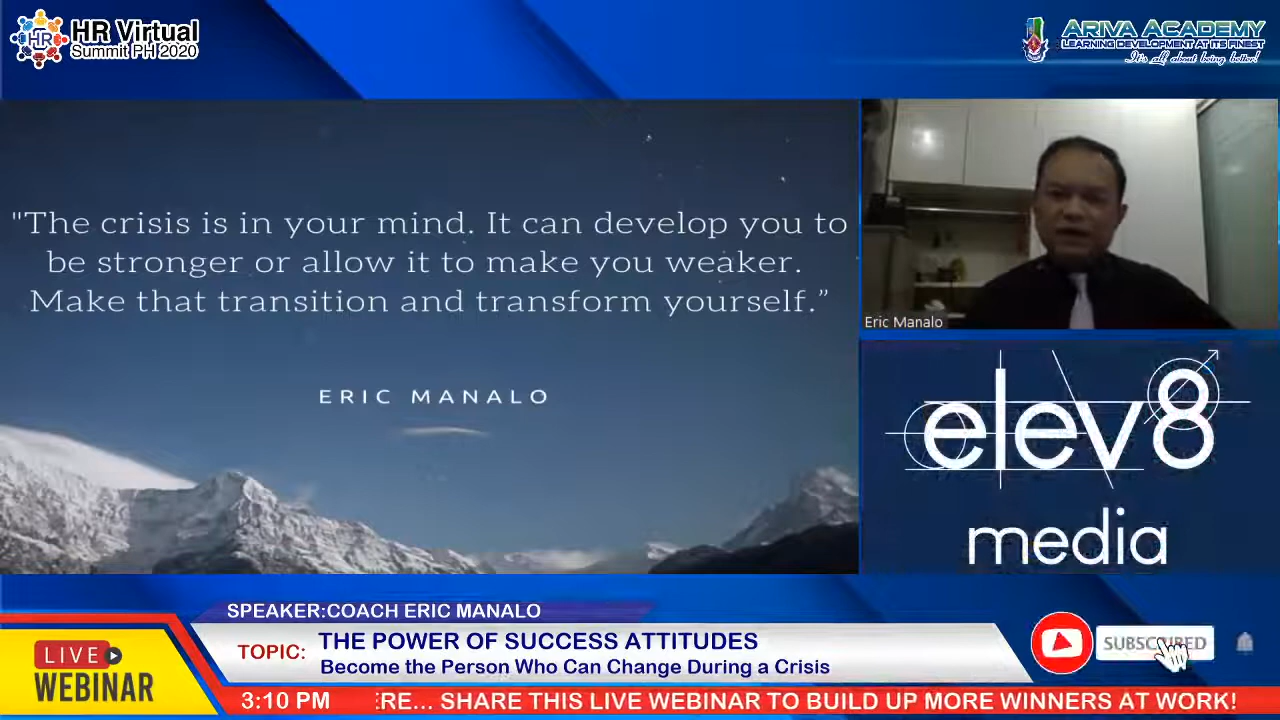 HR Virtual
Summit PH 2020
HR
ARIVA ACADEMY
LEARNING DEVELOPMENT AT ITS FINEST
It's all about being better!
"The crisis is in your mind. It can develop you to
be stronger or allow it to make you weaker.
Make that transition and transform yourself.”
ERIC MANALO
Eric Manalo
elev8
media
SPEAKER:COACH ERIC MANALO
TOPIC:
THE POWER OF SUCCESS ATTITUDES
Become the Person Who Can Change During a Crisis
LIVE
WEBINAR
SUBSCRIBED
3:10 PM
ERE... SHARE THIS LIVE WEBINAR TO BUILD UP MORE WINNERS AT WORK!